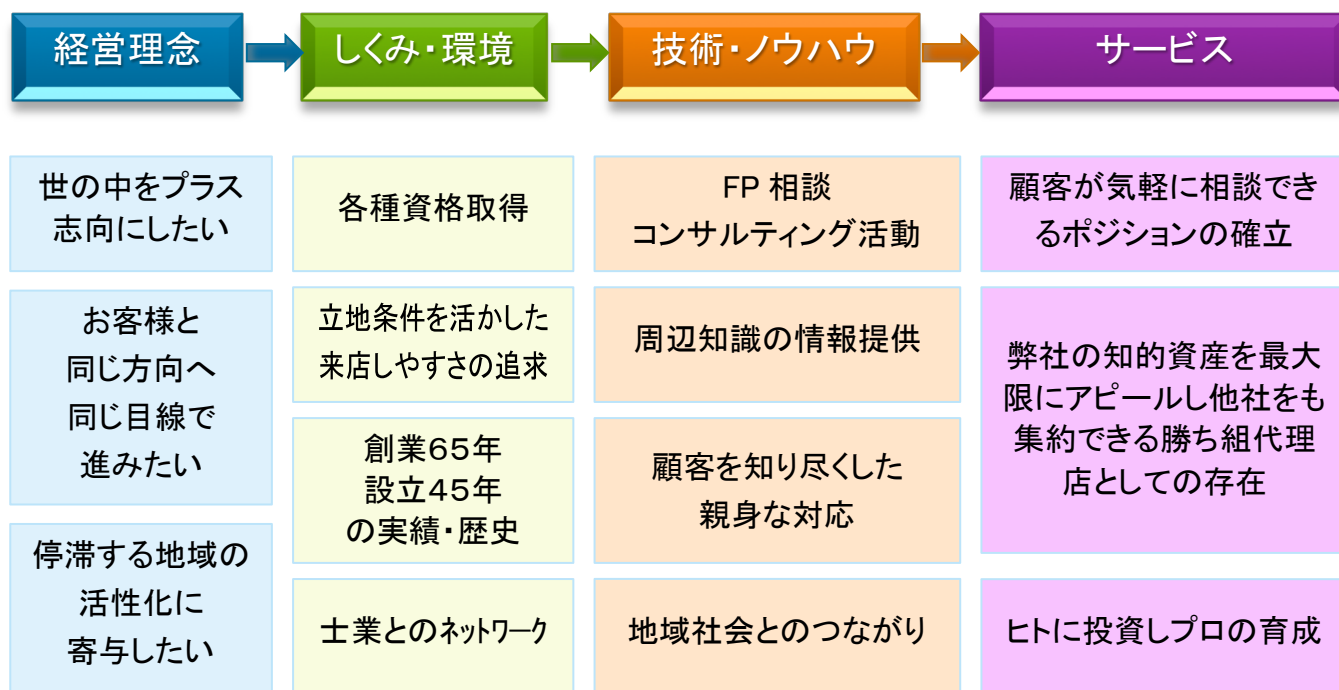 経営理念
しくみ・環境
技術・ノウハウ
サービス
世の中をプラス
志向にしたい
お客様と
同じ方向へ
同じ目線で
進みたい
停滞する地域の
活性化に
寄与したい
各種資格取得
立地条件を活かした
来店しやすさの追求
創業65年
設立45年
の実績・歴史
士業とのネットワーク
FP 相談
コンサルティング活動
周辺知識の情報提供
顧客を知り尽くした
親身な対応
地域社会とのつながり
顧客が気軽に相談でき
るポジションの確立
弊社の知的資産を最大
限にアピールし他社をも
集約できる勝ち組代理
店としての存在
ヒトに投資しプロの育成